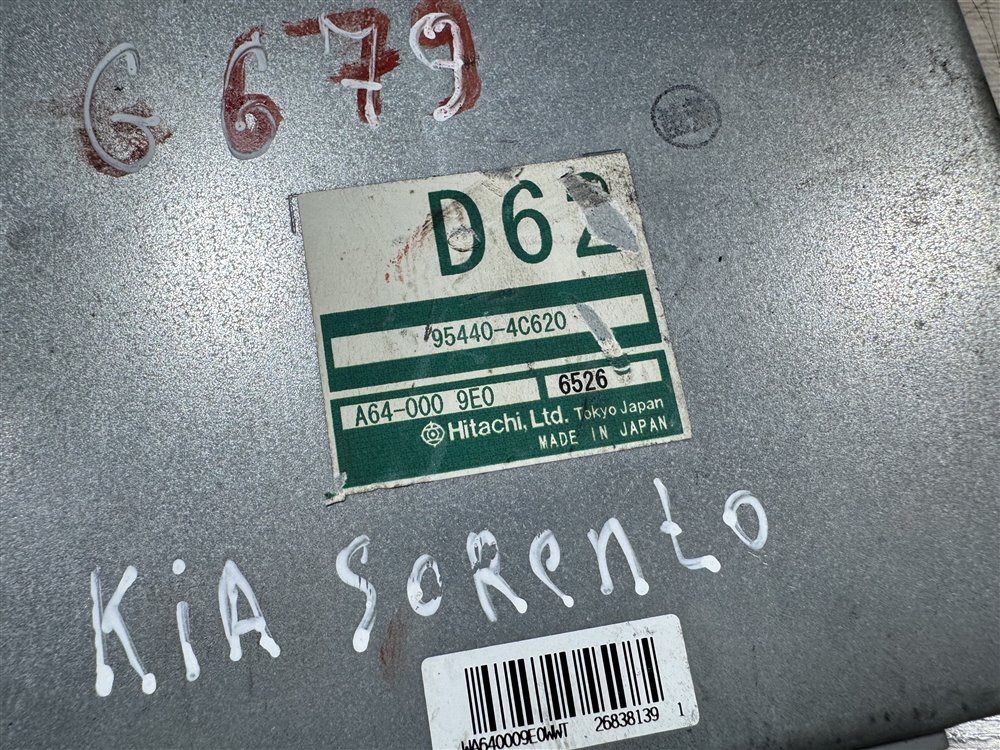 G679
D62
95440-4C620
A64-000 9E0 6526
Hitachi, Ltd. Tokyo Japan
MADE IN JAPAN
KiA SoRento
WA640009E0WWT 26838139 1